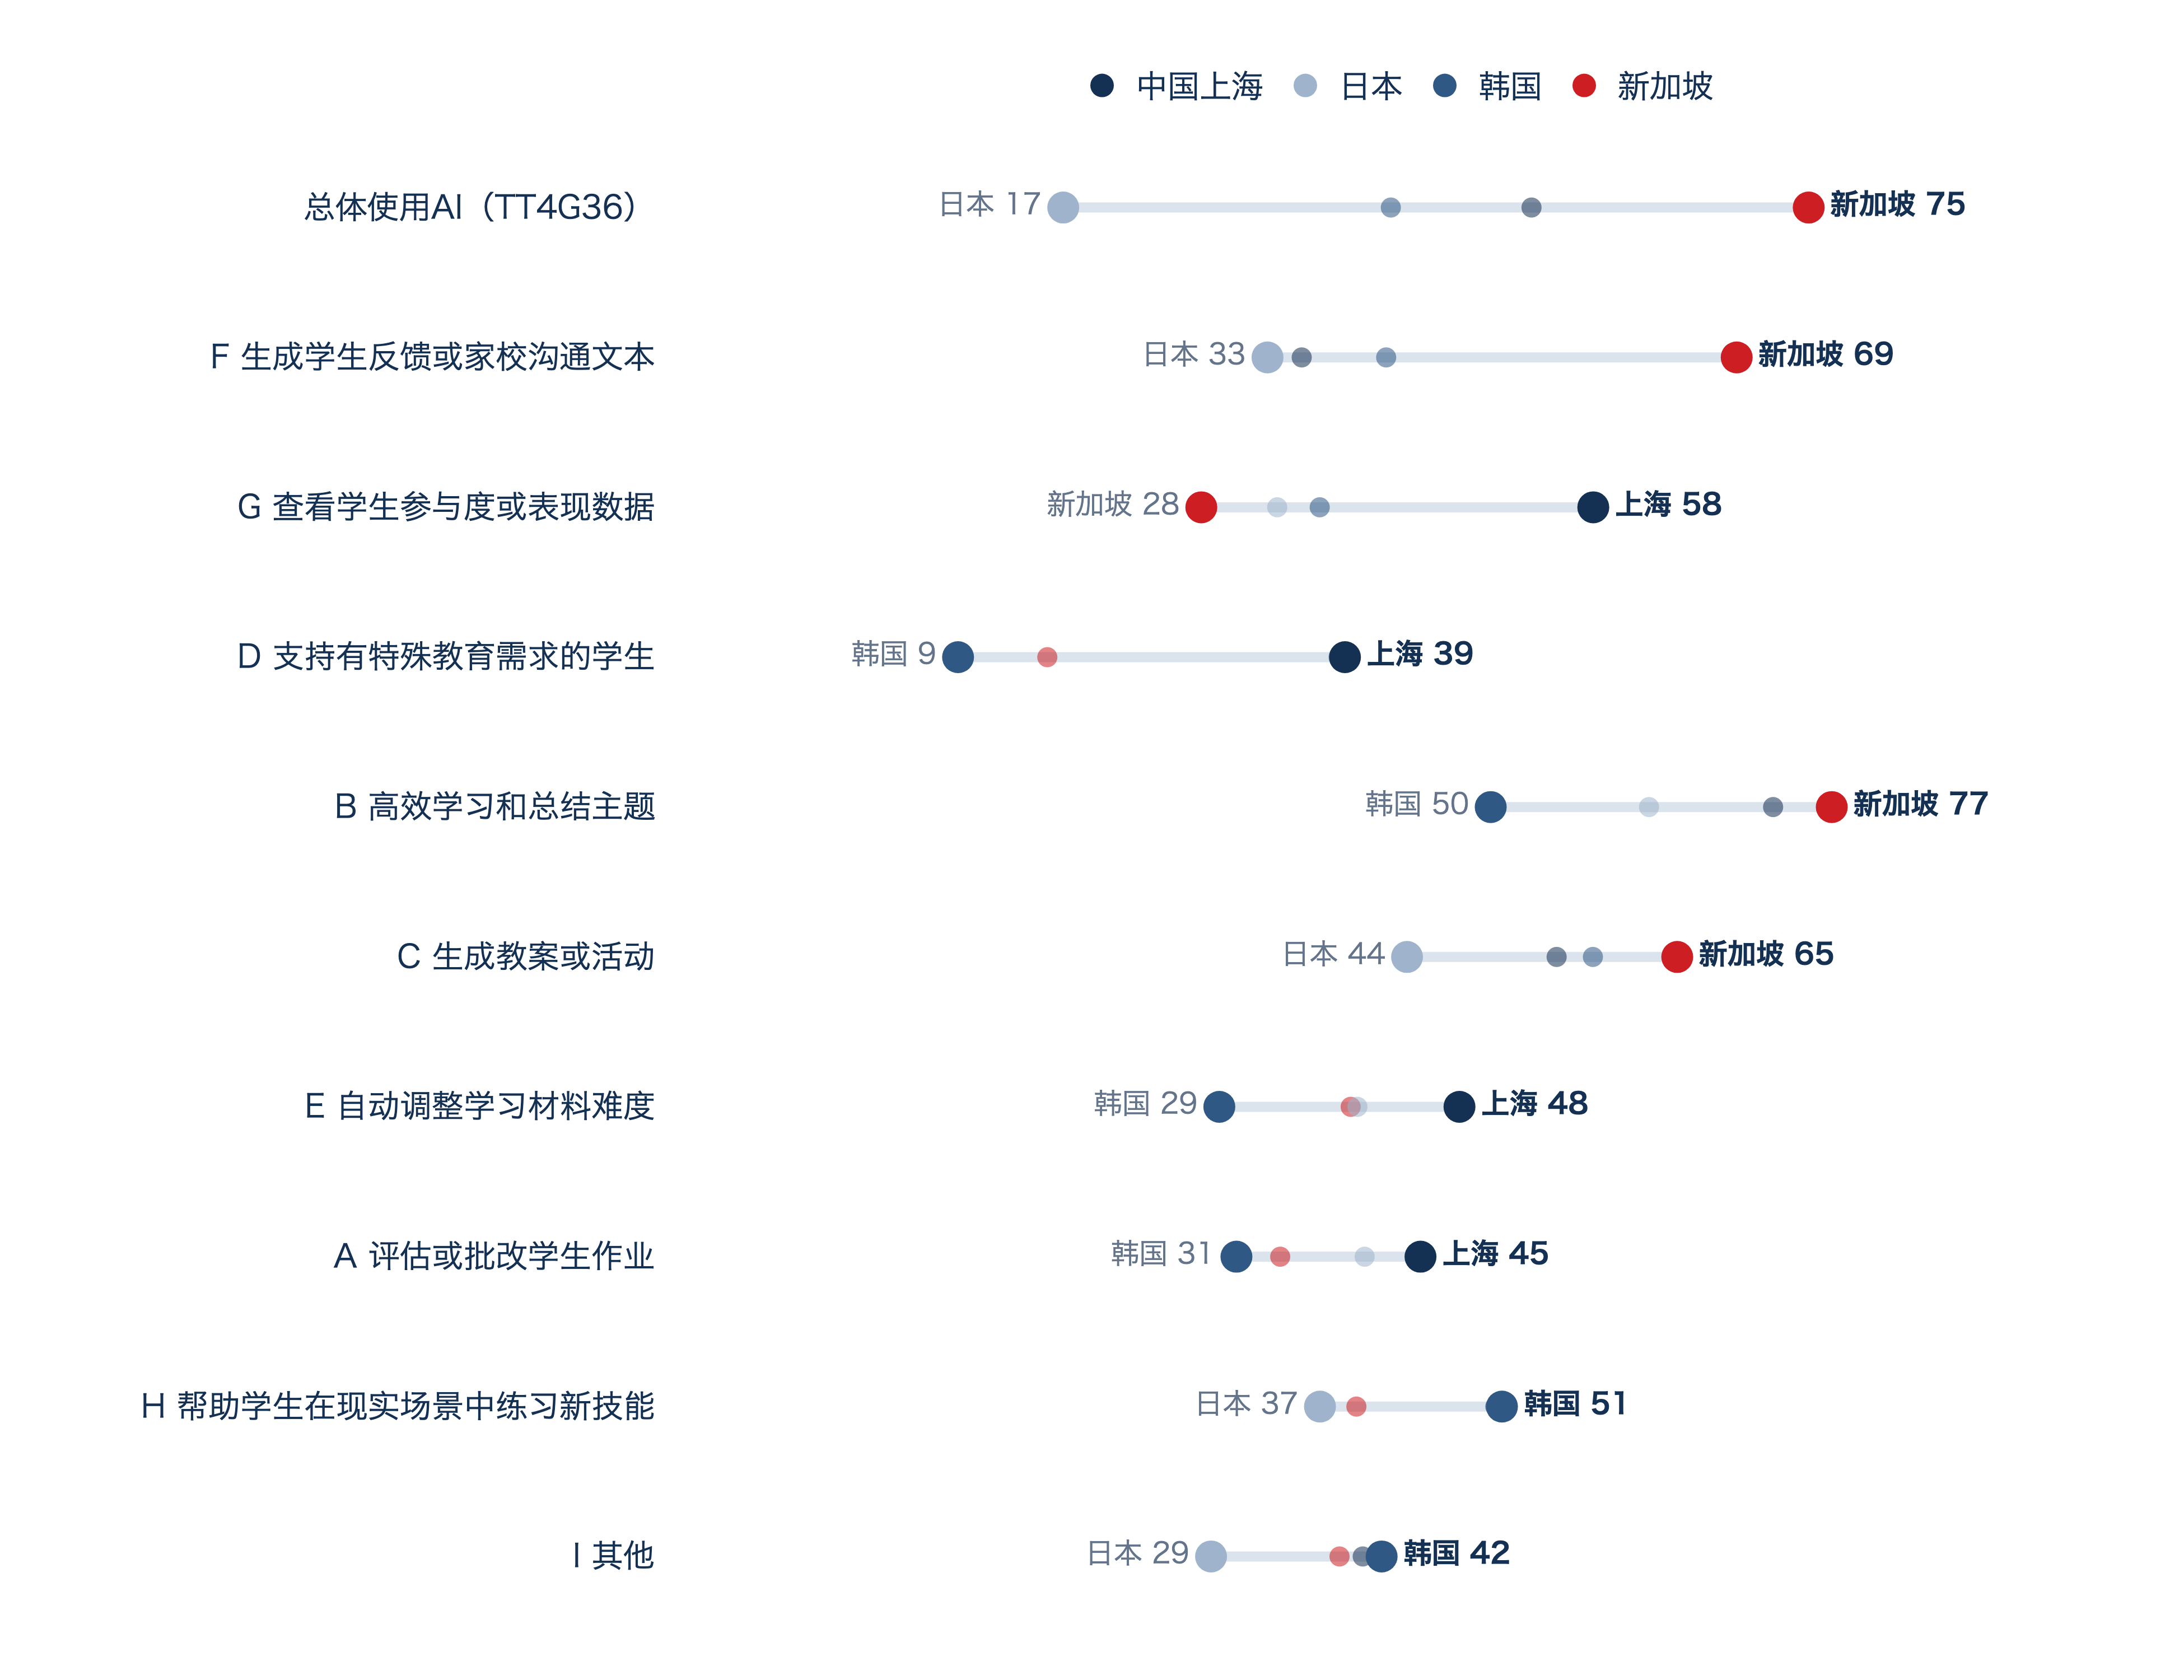 中国上海 日本 韩国 新加坡
总体使用AI（TT4G36） 日本 17 新加坡 75
F 生成学生反馈或家校沟通文本 日本 33 新加坡 69
G 查看学生参与度或表现数据 新加坡 28 上海 58
D 支持有特殊教育需求的学生 韩国 9 上海 39
B 高效学习和总结主题 韩国 50 新加坡 77
C 生成教案或活动 日本 44 新加坡 65
E 自动调整学习材料难度 韩国 29 上海 48
A 评估或批改学生作业 韩国 31 上海 45
H 帮助学生在现实场景中练习新技能 日本 37 韩国 51
I 其他 日本 29 韩国 42